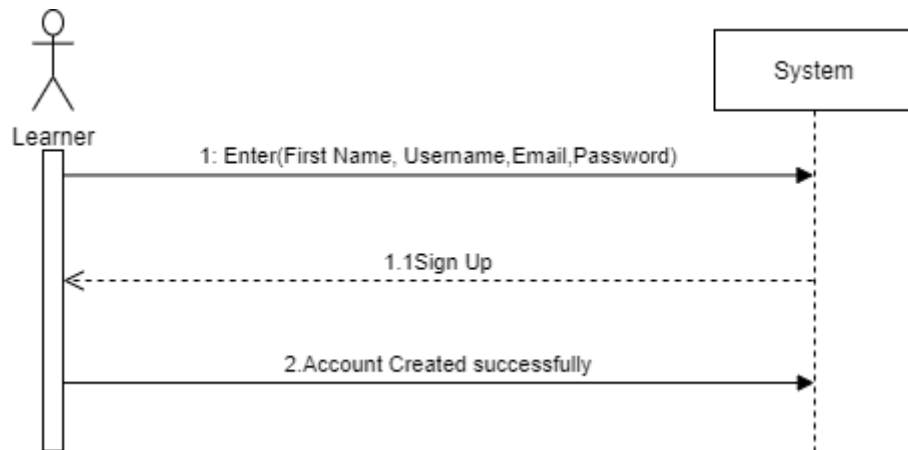 System
Learner
1: Enter(First Name, Username,Email,Password)
1.1Sign Up
2.Account Created successfully